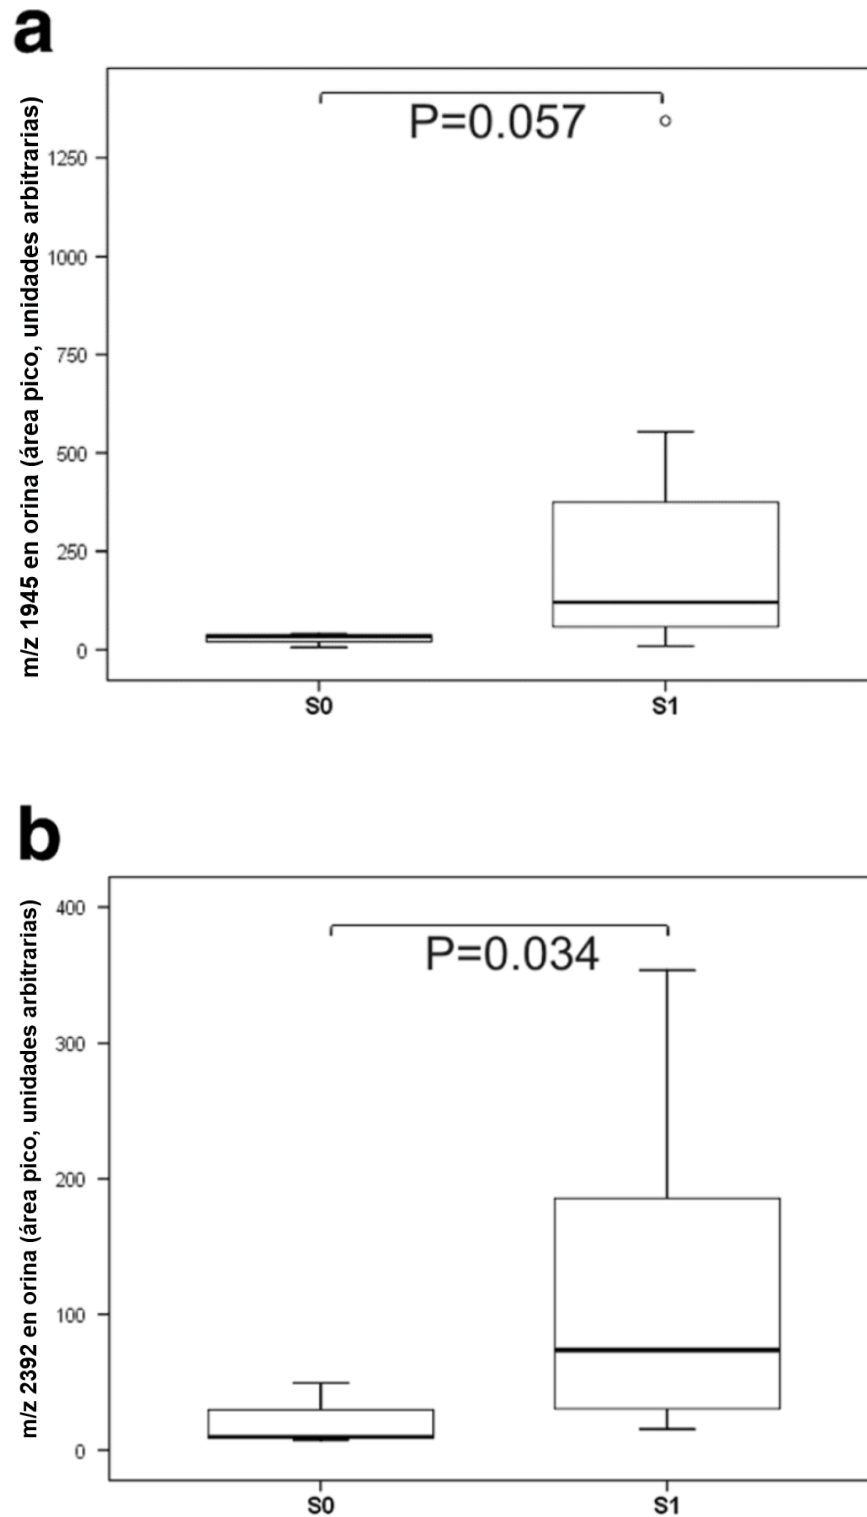 a
m/z 1945 en orina (área pico, unidades arbitrarias)
P=0.057
1250
1000
750
500
250
0
S0 S1
b
m/z 2392 en orina (área pico, unidades arbitrarias)
400
P=0.034
300
200
100
0
S0 S1